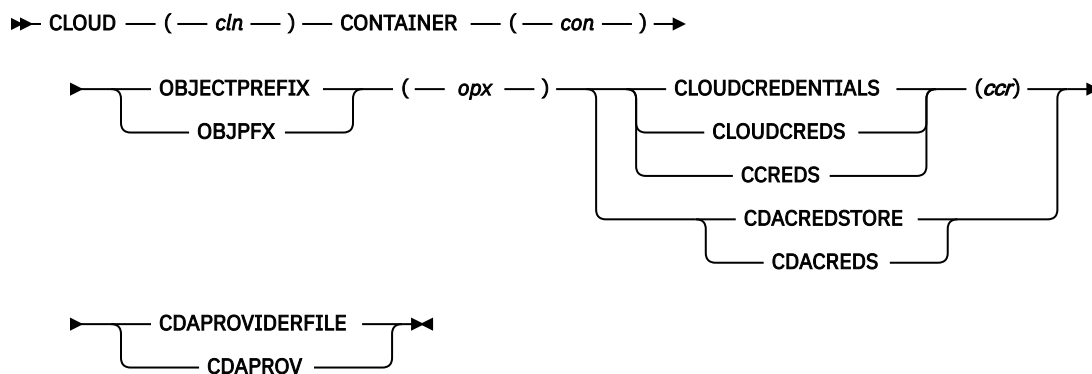 CLOUD ( cln ) CONTAINER ( con )
OBJECTPREFIX ( opx ) CLOUDCREDENTIALS (ccr)
OBJPFX CLOUDCREDS
CCREDS
CDACREDSTORE
CDACREDS
CDAPROVIDERFILE
CDAPROV